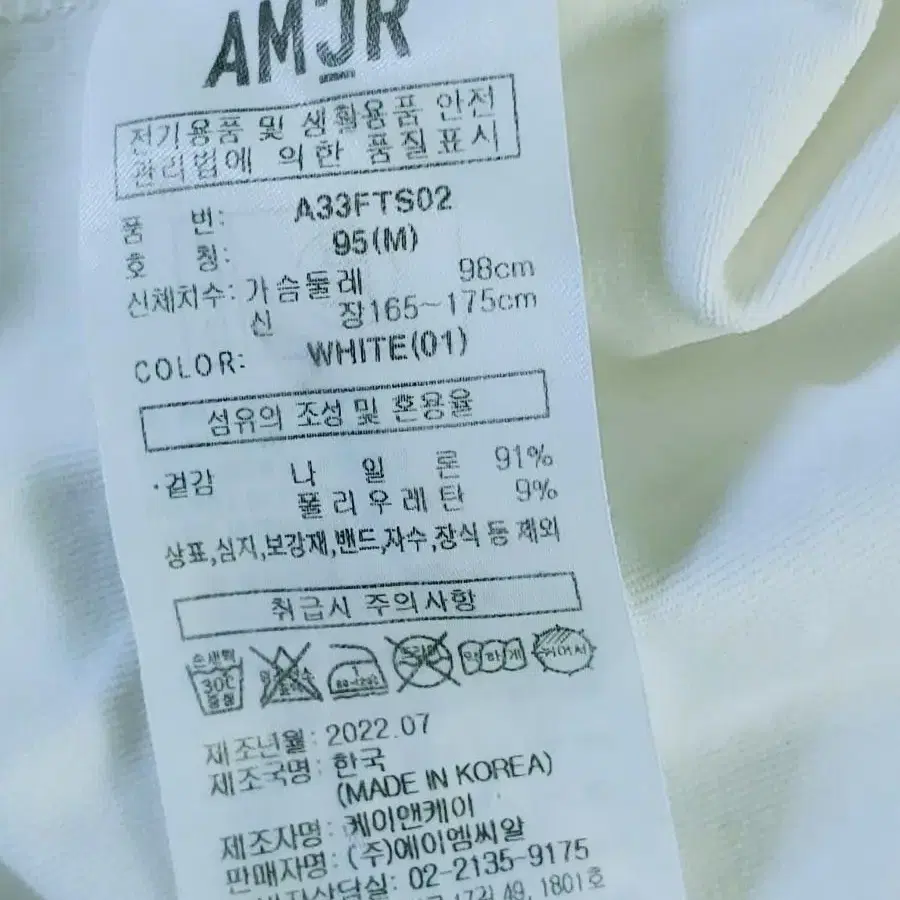 AMJR
전기용품 및 생활용품 안전
관리법에 의한 품질표시
품 번: A33FTS02
호 칭: 95(M)
신체치수: 가슴둘레 98cm
신 장165~175cm
COLOR: WHITE(01)
섬유의 조성 및 혼용율
·겉감 나 일 론 91%
폴리우레탄 9%
상표,심지,보강재,밴드,자수,장식 등 제외
취급시 주의사항
손세탁 30℃ 중성
약하게
제조년월: 2022.07
제조국명: 한국
(MADE IN KOREA)
제조자명: 케이앤케이
판매자명: (주)에이엠씨알
02-2135-9175
49, 1801호